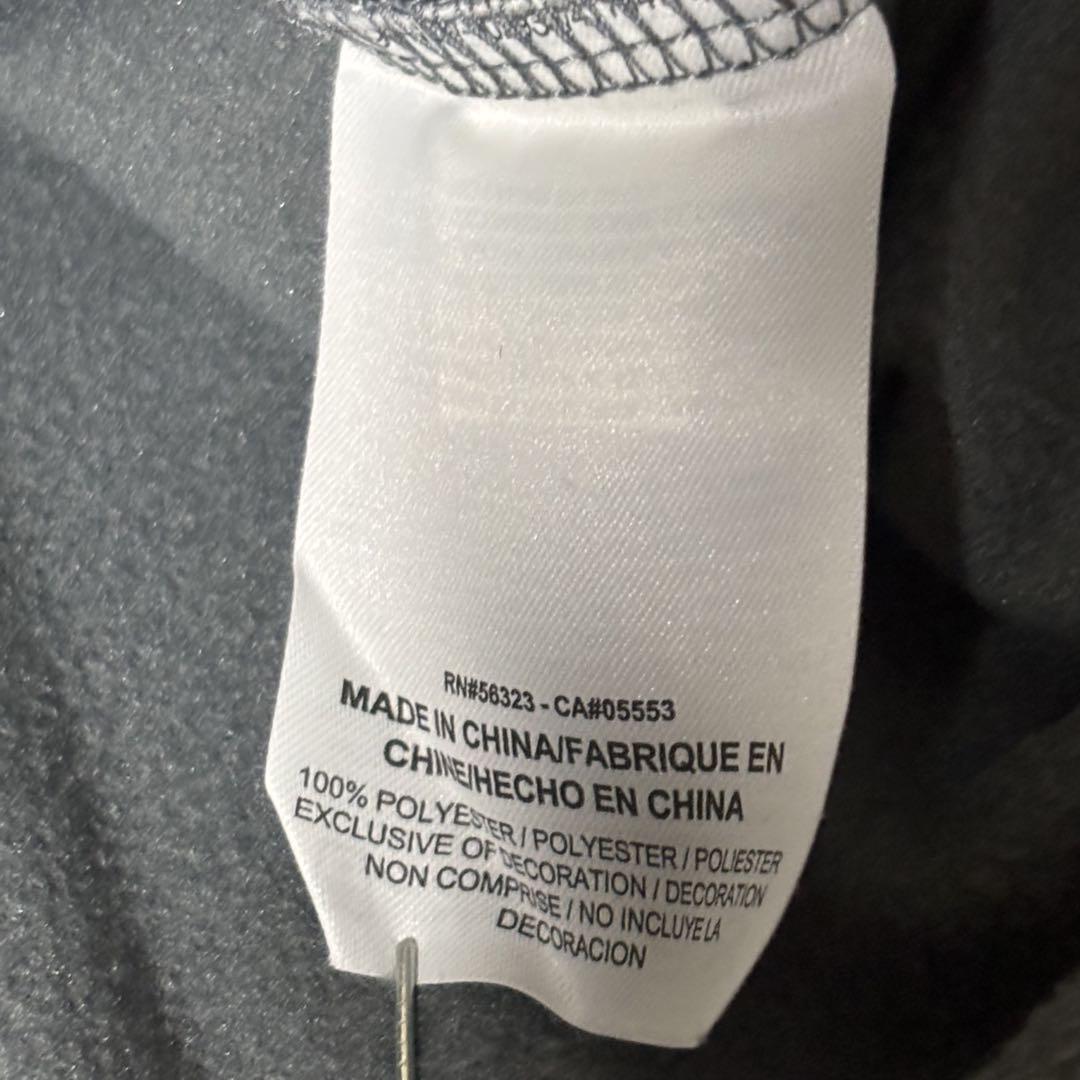 RN#56323 - CA#05553
MADE IN CHINA/FABRIQUE EN
CHINE/HECHO EN CHINA
100% POLYESTER / POLYESTER / POLIESTER
EXCLUSIVE OF DECORATION / DECORATION
NON COMPRISE / NO INCLUYE LA
DECORACION